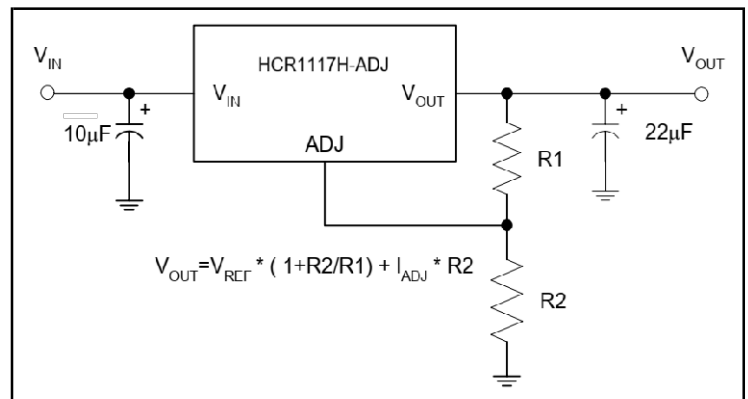 V_IN
HCR1117H-ADJ
V_OUT
V_IN
V_OUT
+
10µF
+
22µF
ADJ
R1
V_OUT=V_REF * ( 1+R2/R1) + I_ADJ * R2
R2